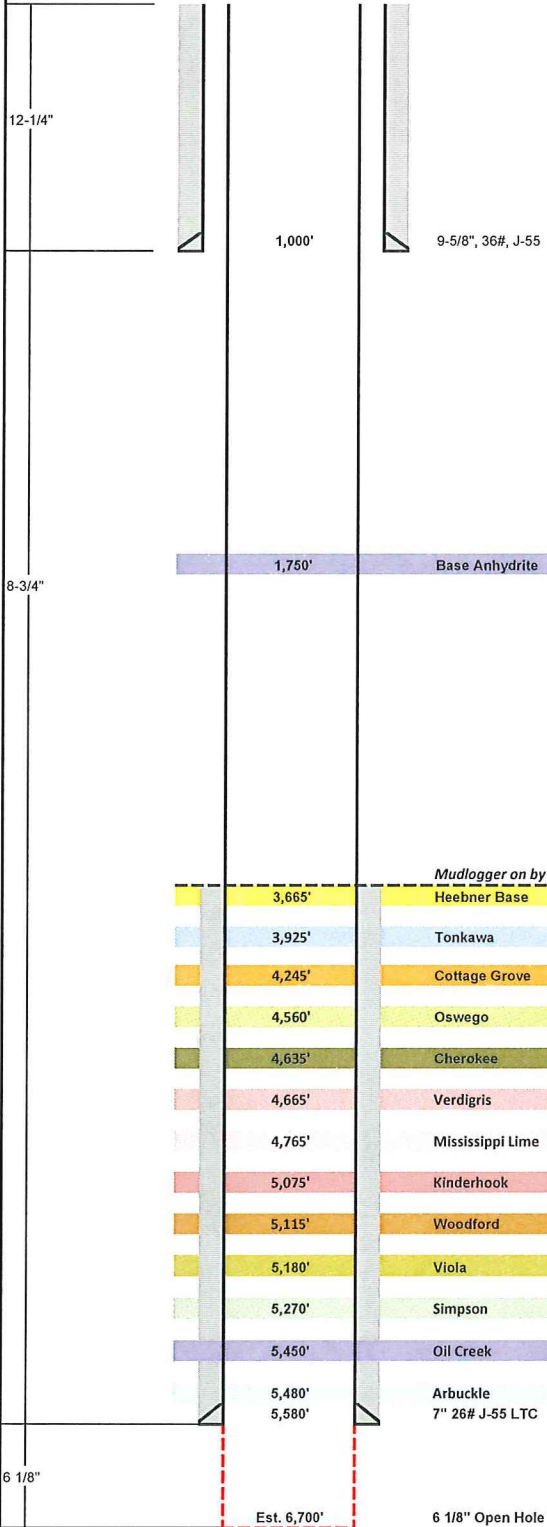 12-1/4"
1,000' 9-5/8", 36#, J-55
1,750' Base Anhydrite
8-3/4"
Mudlogger on by
3,665' Heebner Base
3,925' Tonkawa
4,245' Cottage Grove
4,560' Oswego
4,635' Cherokee
4,665' Verdigris
4,765' Mississippi Lime
5,075' Kinderhook
5,115' Woodford
5,180' Viola
5,270' Simpson
5,450' Oil Creek
5,480' Arbuckle
5,580' 7" 26# J-55 LTC
6 1/8"
Est. 6,700' 6 1/8" Open Hole